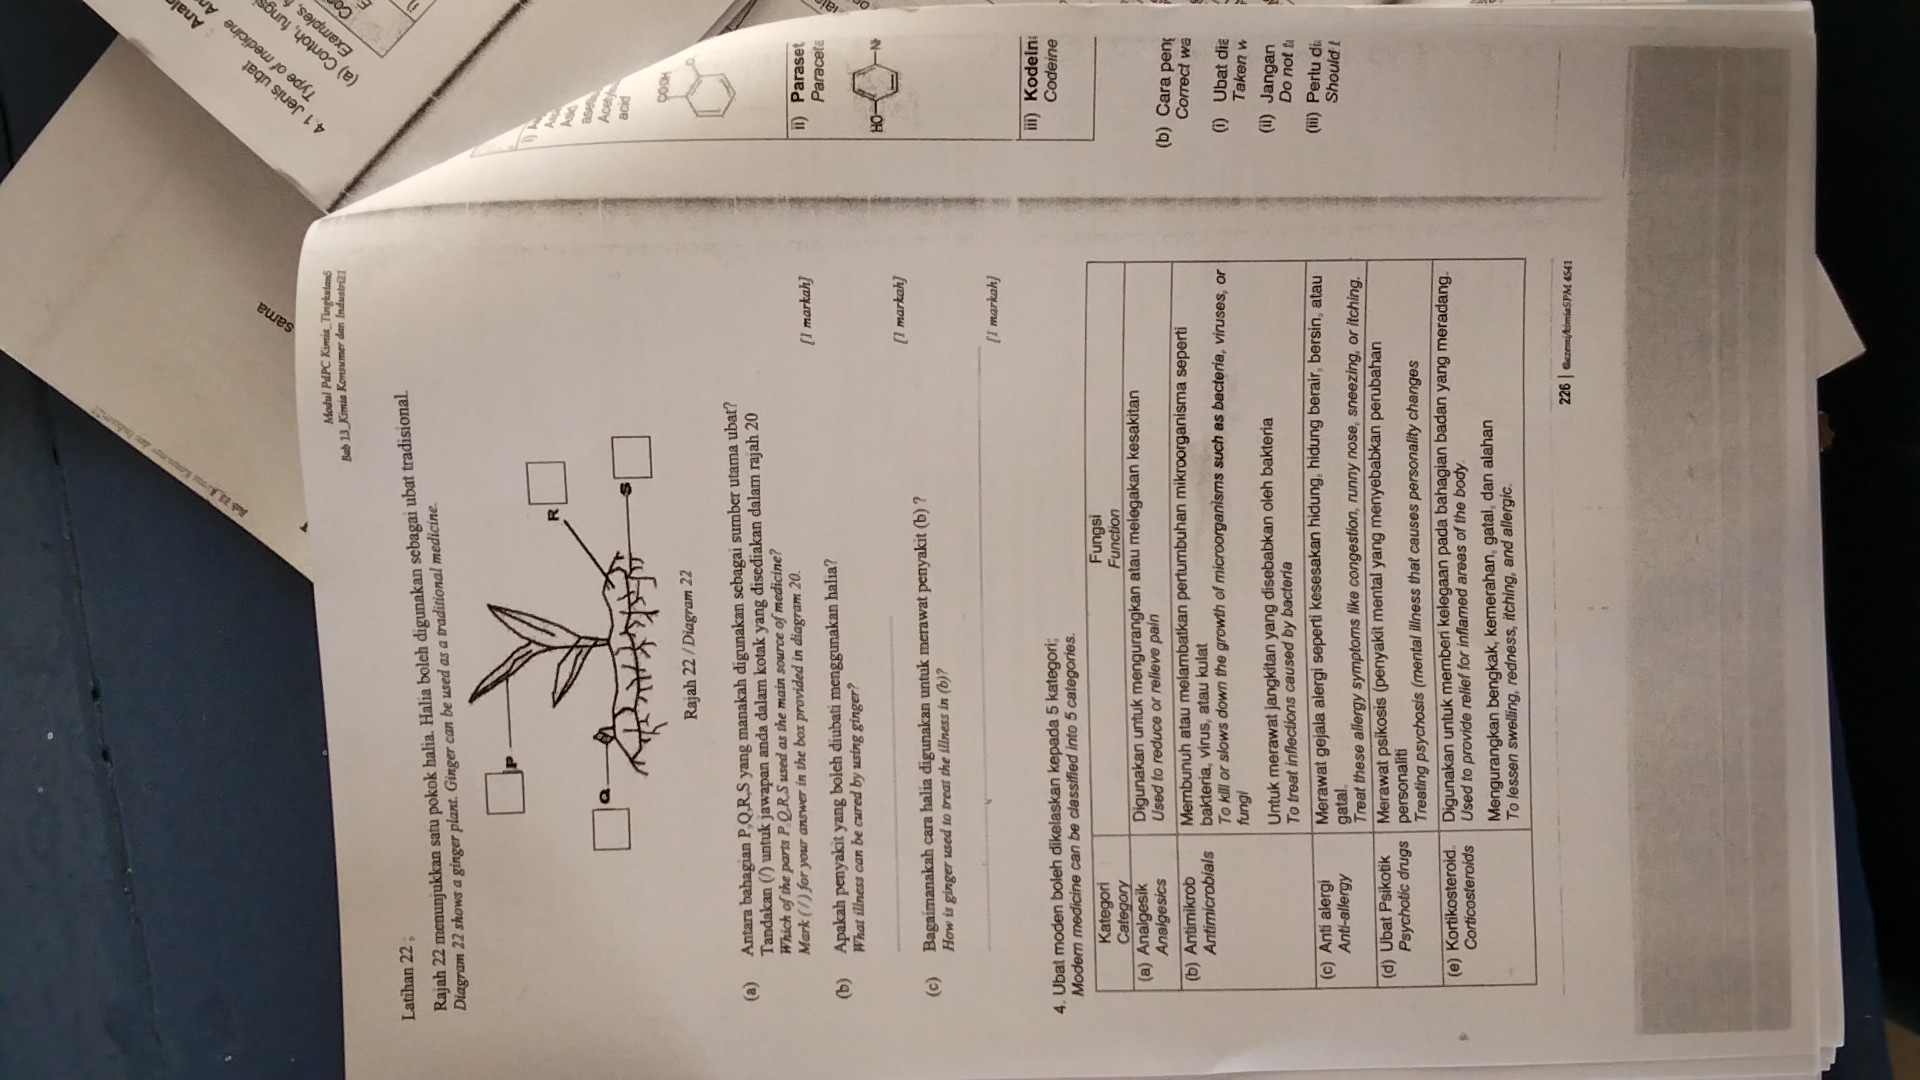 Modul PdPC Kimia_Tingkatan5
Bab 13_Kimia Konsumer dan Industri21
Latihan 22 :
Rajah 22 menunjukkan satu pokok halia. Halia boleh digunakan sebagai ubat tradisional.
Diagram 22 shows a ginger plant. Ginger can be used as a traditional medicine.
P
Q
R
S
Rajah 22 / Diagram 22
(a) Antara bahagian P,Q,R,S yang manakah digunakan sebagai sumber utama ubat?
Tandakan (/) untuk jawapan anda dalam kotak yang disediakan dalam rajah 20
Which of the parts P,Q,R,S used as the main source of medicine?
Mark ( / ) for your answer in the box provided in diagram 20.
[1 markah]
(b) Apakah penyakit yang boleh diubati menggunakan halia?
What illness can be cured by using ginger?
[1 markah]
(c) Bagaimanakah cara halia digunakan untuk merawat penyakit (b) ?
How is ginger used to treat the illness in (b)?
[1 markah]
4. Ubat moden boleh dikelaskan kepada 5 kategori;
Modern medicine can be classified into 5 categories.
Kategori
Category
Fungsi
Function
(a) Analgesik
Analgesics
Digunakan untuk mengurangkan atau melegakan kesakitan
Used to reduce or relieve pain
(b) Antimikrob
Antimicrobials
Membunuh atau melambatkan pertumbuhan mikroorganisma seperti
bakteria, virus, atau kulat
To kill or slows down the growth of microorganisms such as bacteria, viruses, or
fungi
Untuk merawat jangkitan yang disebabkan oleh bakteria
To treat inflections caused by bacteria
(c) Anti alergi
Anti-allergy
Merawat gejala alergi seperti kesesakan hidung, hidung berair, bersin, atau
gatal.
Treat these allergy symptoms like congestion, runny nose, sneezing, or itching.
(d) Ubat Psikotik
Psychotic drugs
Merawat psikosis (penyakit mental yang menyebabkan perubahan
personaliti
Treating psychosis (mental illness that causes personality changes
(e) Kortikosteroid.
Corticosteroids
Digunakan untuk memberi kelegaan pada bahagian badan yang meradang.
Used to provide relief for inflamed areas of the body.
Mengurangkan bengkak, kemerahan, gatal, dan alahan
To lessen swelling, redness, itching, and allergic.
226 |
4.1 Jenis ubat
Type of medicine
(a) Contoh, fungsi
Examples,
sama
acid
COOH
ii) Paraset
Paraceta
HO
N
iii) Kodein
Codeine
(b) Cara peng
Correct wa
(i) Ubat dia
Taken w
(ii) Jangan
Do not
(iii) Perlu di
Should